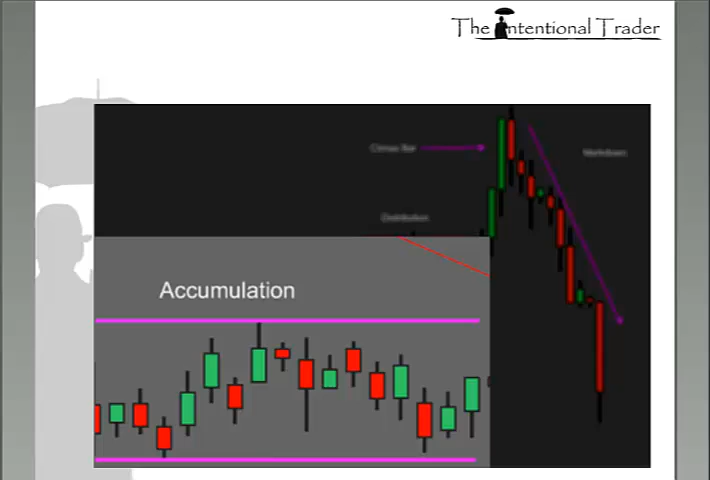 The Intentional Trader
Climax Bar
Markdown
Distribution
Accumulation